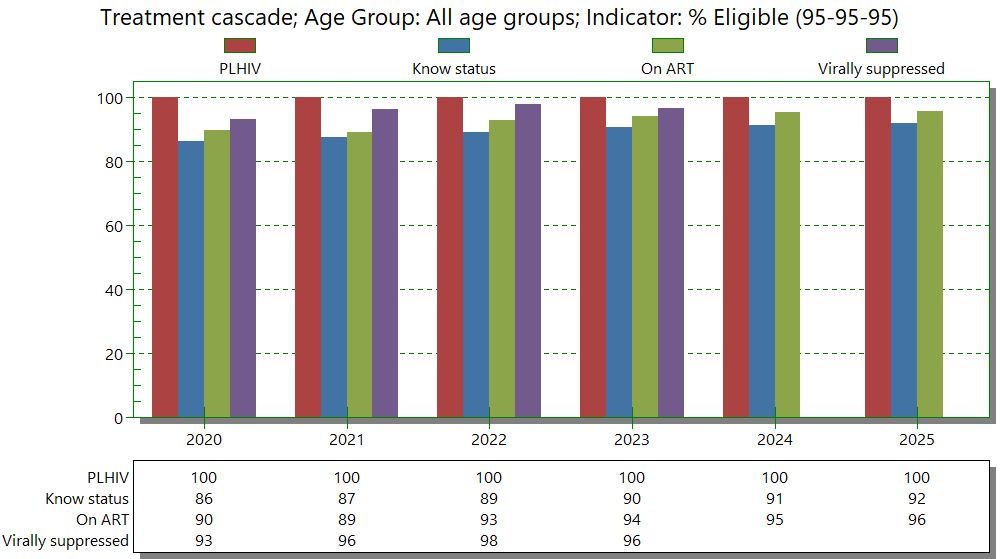 Treatment cascade; Age Group: All age groups; Indicator: % Eligible (95-95-95)
PLHIV Know status On ART Virally suppressed
100
80
60
40
20
0
2020 2021 2022 2023 2024 2025
PLHIV 100 100 100 100 100 100
Know status 86 87 89 90 91 92
On ART 90 89 93 94 95 96
Virally suppressed 93 96 98 96